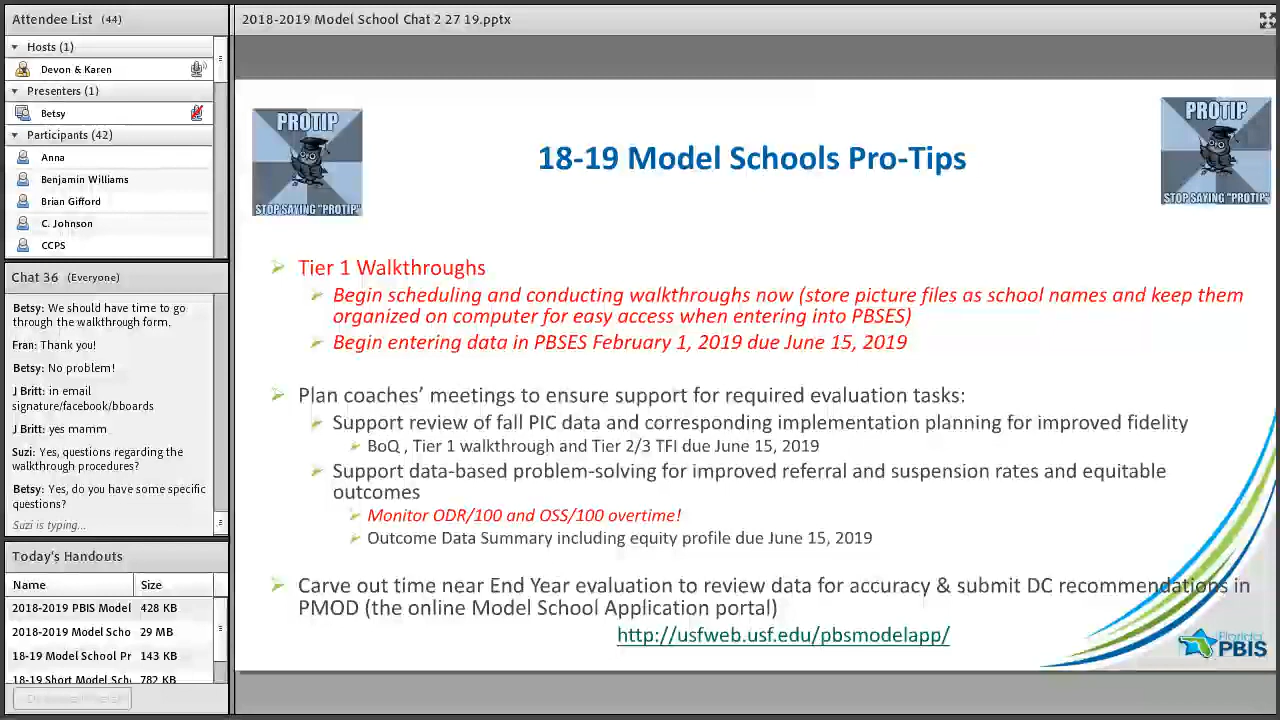 Attendee List (44)
Hosts (1)
Devon & Karen
Presenters (1)
Betsy
Participants (42)
Anna
Benjamin Williams
Brian Gifford
C. Johnson
CCPS
Chat 36 (Everyone)
Betsy: We should have time to go
through the walkthrough form.
Fran: Thank you!
Betsy: No problem!
J Britt: in email
signature/facebook/bboards
J Britt: yes mamm
Suzi: Yes, questions regarding the
walkthrough procedures?
Betsy: Yes, do you have some specific
questions?
Suzi is typing...
Today's Handouts
Name Size
2018-2019 PBIS Model 428 KB
2018-2019 Model Scho 29 MB
18-19 Model School Pr 143 KB
18-19 Short Model Sch 782 KB
2018-2019 Model School Chat 2 27 19.pptx
PROTIP
STOP SAYING "PROTIP"
18-19 Model Schools Pro-Tips
PROTIP
STOP SAYING "PROTIP"
Tier 1 Walkthroughs
Begin scheduling and conducting walkthroughs now (store picture files as school names and keep them
organized on computer for easy access when entering into PBSES)
Begin entering data in PBSES February 1, 2019 due June 15, 2019
Plan coaches’ meetings to ensure support for required evaluation tasks:
Support review of fall PIC data and corresponding implementation planning for improved fidelity
BoQ , Tier 1 walkthrough and Tier 2/3 TFI due June 15, 2019
Support data-based problem-solving for improved referral and suspension rates and equitable
outcomes
Monitor ODR/100 and OSS/100 overtime!
Outcome Data Summary including equity profile due June 15, 2019
Carve out time near End Year evaluation to review data for accuracy & submit DC recommendations in
PMOD (the online Model School Application portal)
http://usfweb.usf.edu/pbsmodelapp/
Florida
PBIS